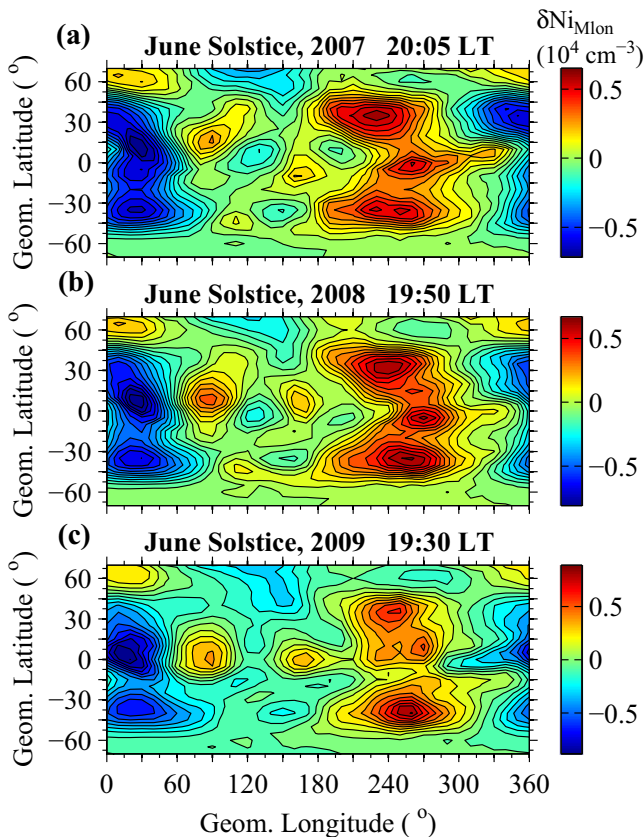 δNi Mlon
(10⁴ cm⁻³)
(a)
June Solstice, 2007 20:05 LT
Geom. Latitude ( °)
60
30
0
−30
−60
0.5
0
−0.5
(b)
June Solstice, 2008 19:50 LT
Geom. Latitude ( °)
60
30
0
−30
−60
0.5
0
−0.5
(c)
June Solstice, 2009 19:30 LT
Geom. Latitude ( °)
60
30
0
−30
−60
0.5
0
−0.5
0 60 120 180 240 300 360
Geom. Longitude ( °)